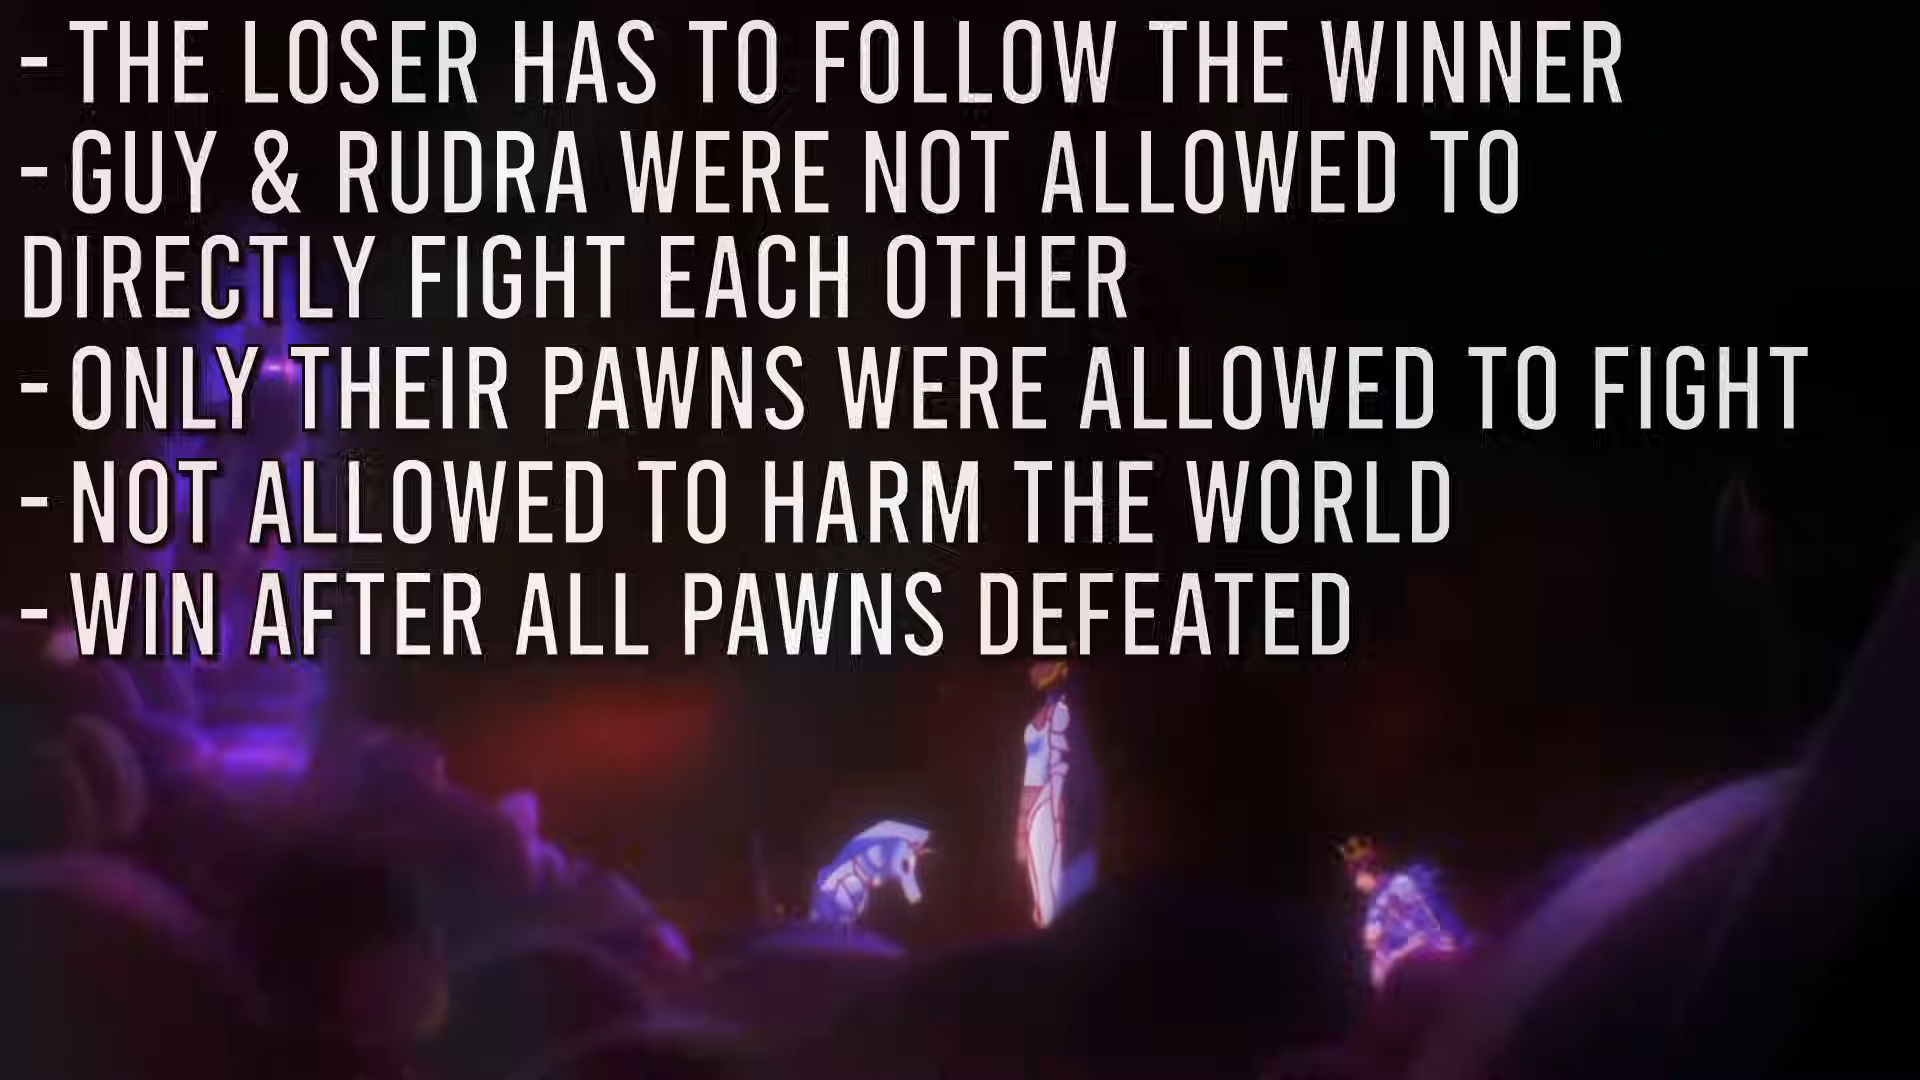 - THE LOSER HAS TO FOLLOW THE WINNER
- GUY & RUDRA WERE NOT ALLOWED TO
DIRECTLY FIGHT EACH OTHER
- ONLY THEIR PAWNS WERE ALLOWED TO FIGHT
- NOT ALLOWED TO HARM THE WORLD
- WIN AFTER ALL PAWNS DEFEATED